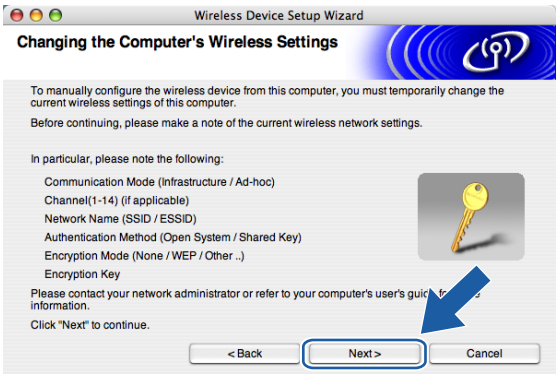 Wireless Device Setup Wizard
Changing the Computer's Wireless Settings
To manually configure the wireless device from this computer, you must temporarily change the
current wireless settings of this computer.
Before continuing, please make a note of the current wireless network settings.
In particular, please note the following:
Communication Mode (Infrastructure / Ad-hoc)
Channel(1-14) (if applicable)
Network Name (SSID / ESSID)
Authentication Method (Open System / Shared Key)
Encryption Mode (None / WEP / Other ..)
Encryption Key
Please contact your network administrator or refer to your computer's user's guide
information.
Click "Next" to continue.
< Back
Next >
Cancel